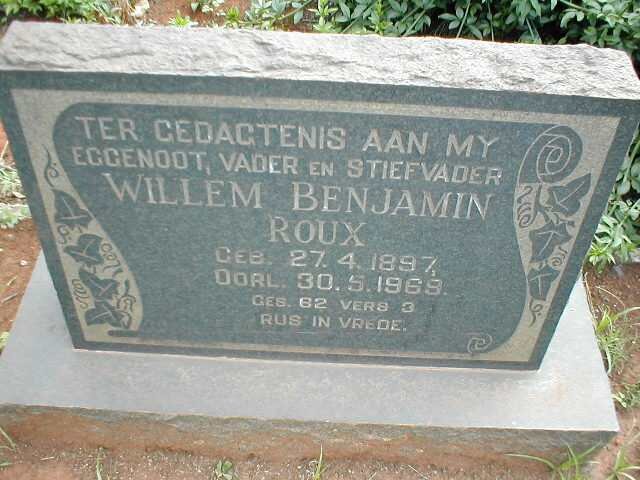 TER GEDAGTENIS AAN MY
EGGENOOT, VADER EN STIEFVADER
WILLEM BENJAMIN
ROUX
GEB. 27.4.1897,
OORL. 30.5.1969.
GES. 62 VERS 3
RUS IN VREDE.